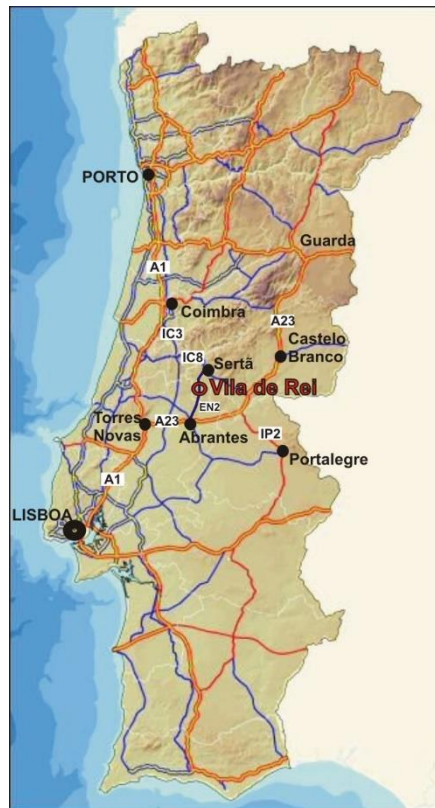 PORTO
Guarda
A1
Coimbra
A23
IC3
Castelo
Branco
IC8
Sertã
Vila de Rei
EN2
Torres
Novas
A23
Abrantes
IP2
Portalegre
A1
LISBOA